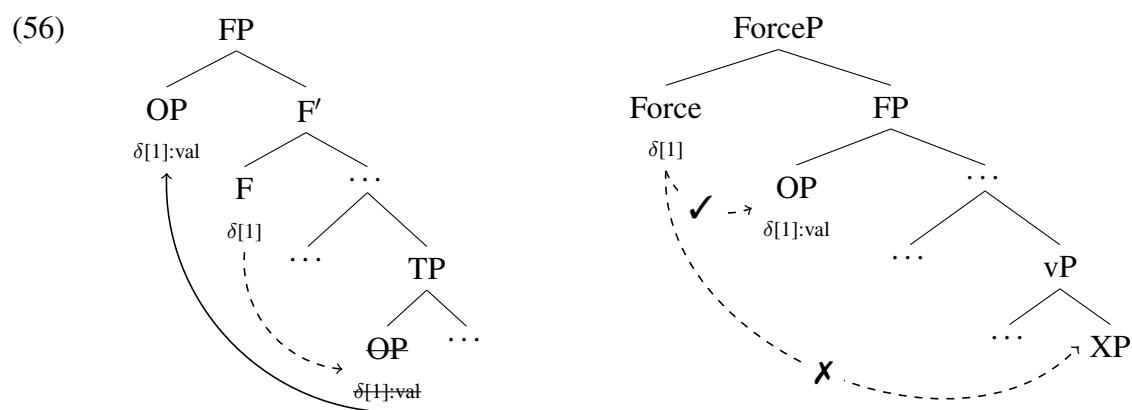 (56) FP ForceP
OP F′ Force FP
δ[1]:val δ[1]
F ··· OP ···
δ[1] ✓ δ[1]:val
··· TP ··· vP
OP ··· ··· XP
δ[1]:val ✗